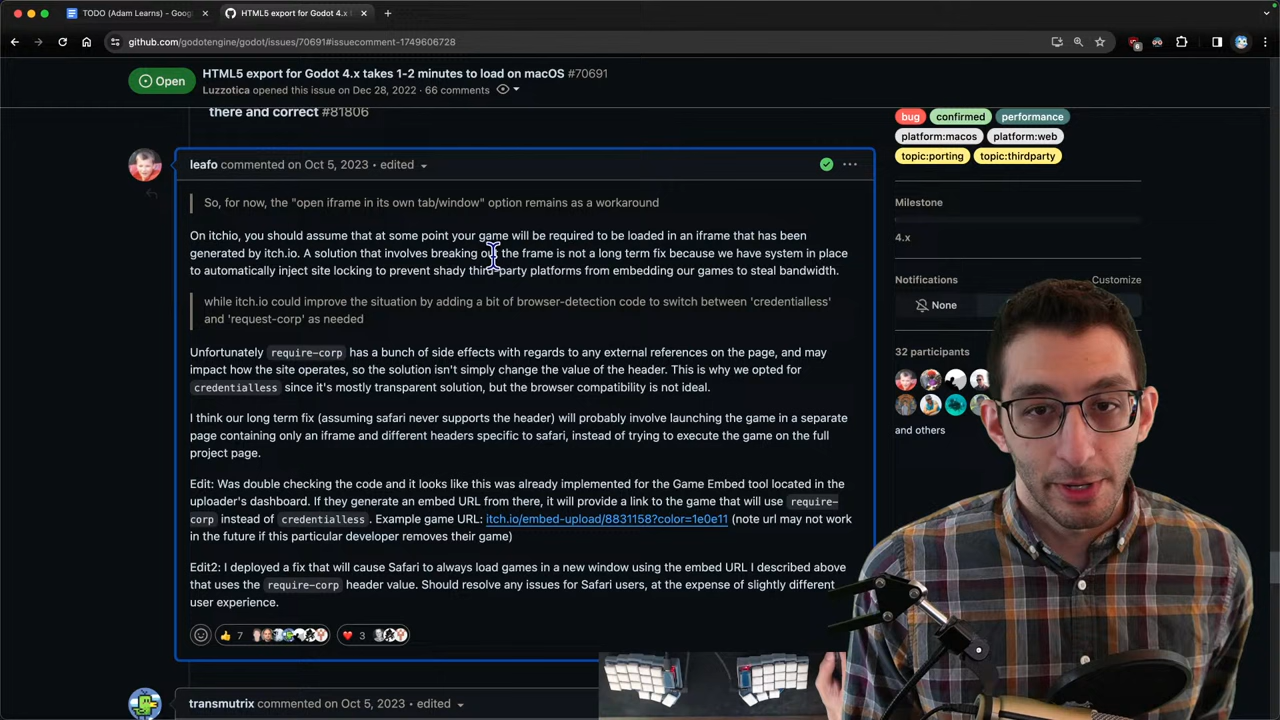 TODO (Adam Learns) - Goog
HTML5 export for Godot 4.x t
github.com/godotengine/godot/issues/70691#issuecomment-1749606728
6
Open
HTML5 export for Godot 4.x takes 1-2 minutes to load on macOS #70691
Luzzotica opened this issue on Dec 28, 2022 · 66 comments
there and correct #81806
bug confirmed performance
platform:macos platform:web
topic:porting topic:thirdparty
Milestone
4.x
Notifications Customize
None
32 participants
and others
leafo commented on Oct 5, 2023 • edited
So, for now, the "open iframe in its own tab/window" option remains as a workaround
On itchio, you should assume that at some point your game will be required to be loaded in an iframe that has been
generated by itch.io. A solution that involves breaking out the frame is not a long term fix because we have system in place
to automatically inject site locking to prevent shady third-party platforms from embedding our games to steal bandwidth.
while itch.io could improve the situation by adding a bit of browser-detection code to switch between 'credentialless'
and 'request-corp' as needed
Unfortunately require-corp has a bunch of side effects with regards to any external references on the page, and may
impact how the site operates, so the solution isn't simply change the value of the header. This is why we opted for
credentialless since it's mostly transparent solution, but the browser compatibility is not ideal.
I think our long term fix (assuming safari never supports the header) will probably involve launching the game in a separate
page containing only an iframe and different headers specific to safari, instead of trying to execute the game on the full
project page.
Edit: Was double checking the code and it looks like this was already implemented for the Game Embed tool located in the
uploader's dashboard. If they generate an embed URL from there, it will provide a link to the game that will use require-
corp instead of credentialless. Example game URL: itch.io/embed-upload/8831158?color=1e0e11 (note url may not work
in the future if this particular developer removes their game)
Edit2: I deployed a fix that will cause Safari to always load games in a new window using the embed URL I described above
that uses the require-corp header value. Should resolve any issues for Safari users, at the expense of slightly different
user experience.
7
3
transmutrix commented on Oct 5, 2023 • edited